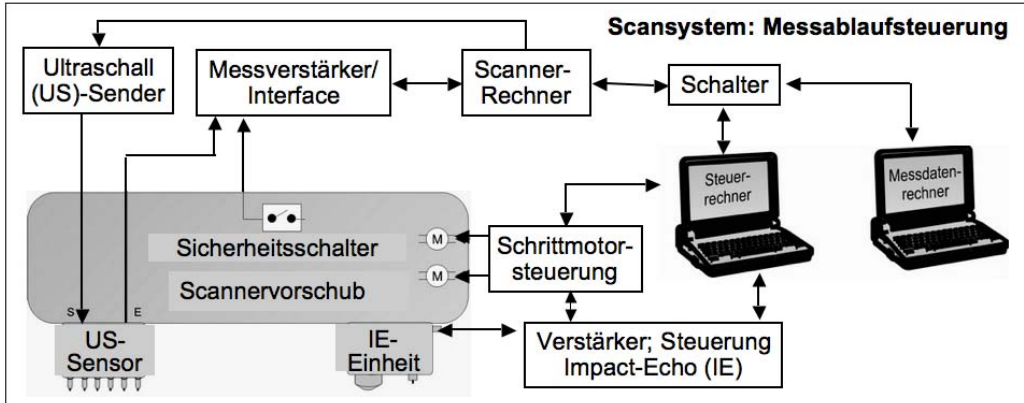 Scansystem: Messablaufsteuerung
Ultraschall
(US)-Sender
Messverstärker/
Interface
Scanner-
Rechner
Schalter
Steuer-
rechner
Messdaten-
rechner
Sicherheitsschalter
M
Schrittmotor-
steuerung
Scannervorschub
M
S E
US-
Sensor
IE-
Einheit
Verstärker; Steuerung
Impact-Echo (IE)